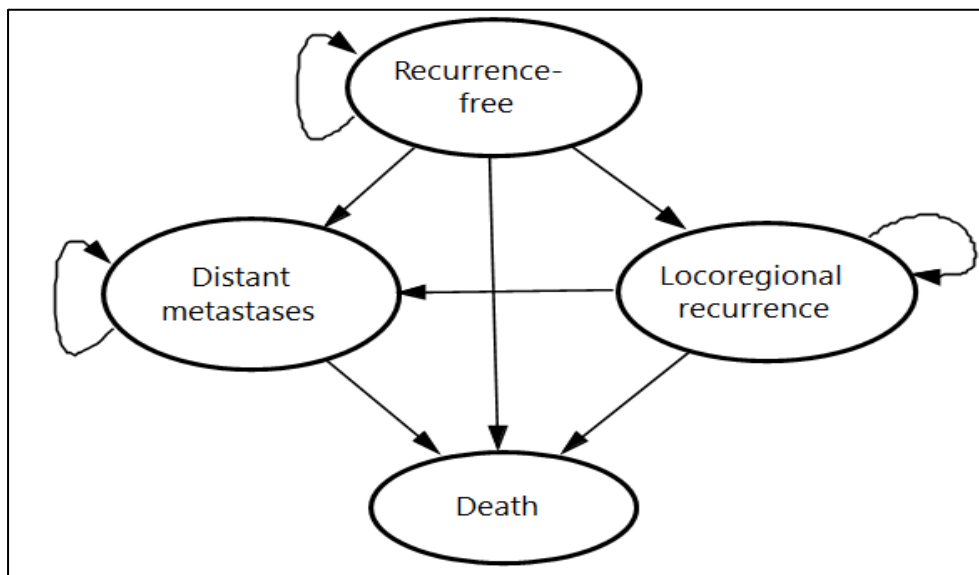 Recurrence-
free
Distant
metastases
Locoregional
recurrence
Death